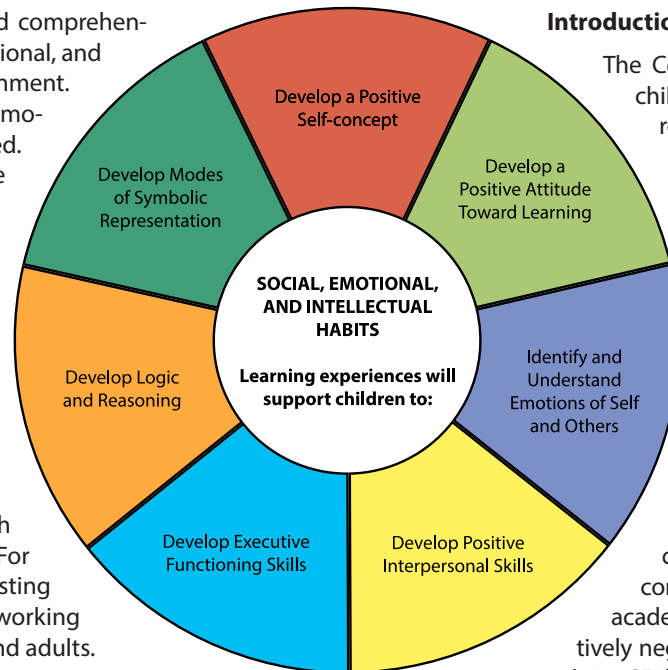 d comprehen-
ional, and
nment.
mo-
ed.
e
h
For
sting
working
nd adults.
Develop a Positive
Self-concept
Develop a
Positive Attitude
Toward Learning
Identify and
Understand
Emotions of Self
and Others
Develop Positive
Interpersonal Skills
Develop Executive
Functioning Skills
Develop Logic
and Reasoning
Develop Modes
of Symbolic
Representation
SOCIAL, EMOTIONAL,
AND INTELLECTUAL
HABITS
Learning experiences will
support children to:
Introduction
The Co
chil
r
c
cor
acade
tively ne